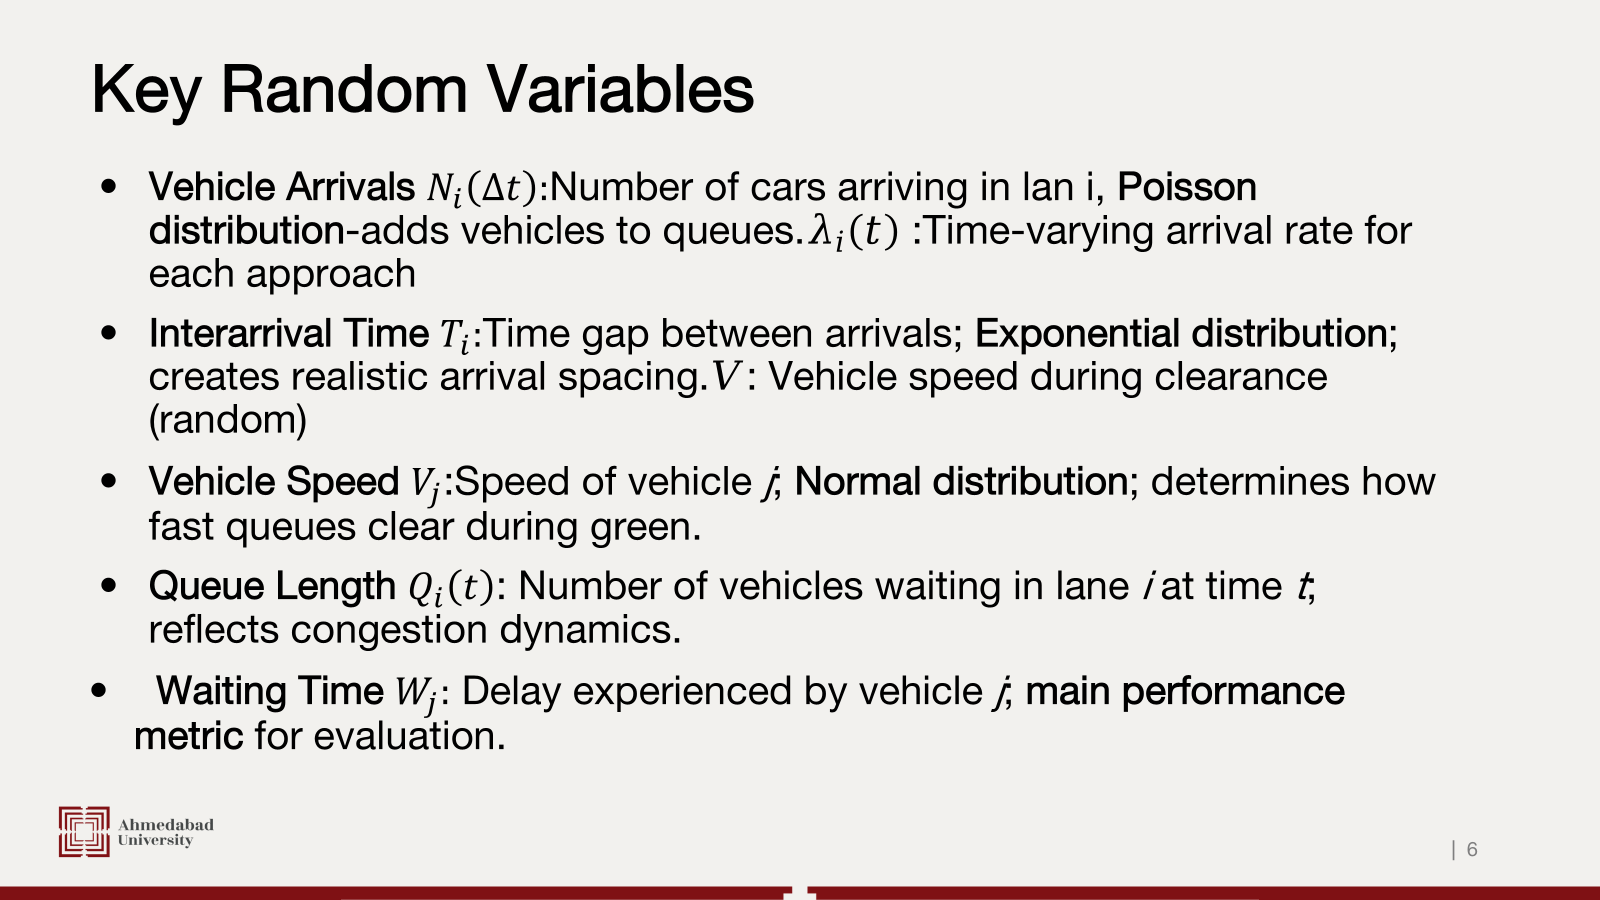 Key Random Variables
• Vehicle Arrivals 𝑁ᵢ(Δ𝑡):Number of cars arriving in lan i, Poisson
distribution-adds vehicles to queues.𝜆ᵢ(𝑡) :Time-varying arrival rate for
each approach
• Interarrival Time 𝑇ᵢ:Time gap between arrivals; Exponential distribution;
creates realistic arrival spacing.𝑉: Vehicle speed during clearance
(random)
• Vehicle Speed 𝑉ⱼ:Speed of vehicle j; Normal distribution; determines how
fast queues clear during green.
• Queue Length 𝑄ᵢ(𝑡): Number of vehicles waiting in lane i at time t;
reflects congestion dynamics.
• Waiting Time 𝑊ⱼ: Delay experienced by vehicle j; main performance
metric for evaluation.
Ahmedabad
University
| 6